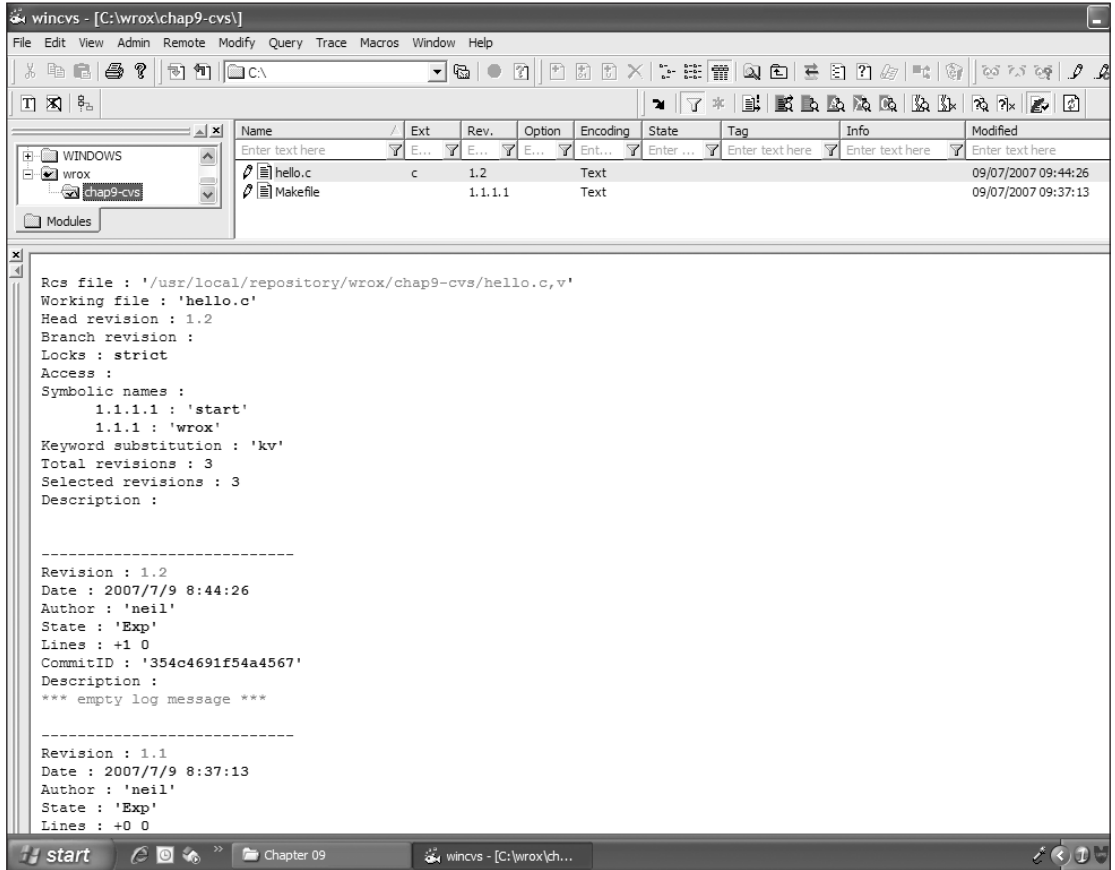 wincvs - [C:\wrox\chap9-cvs\]
File Edit View Admin Remote Modify Query Trace Macros Window Help
C:\
Name Ext Rev. Option Encoding State Tag Info Modified
Enter text here E... E... E... Ent... Enter ... Enter text here Enter text here Enter text here
WINDOWS
wrox
chap9-cvs
Modules
hello.c c 1.2 Text 09/07/2007 09:44:26
Makefile 1.1.1.1 Text 09/07/2007 09:37:13
Rcs file : '/usr/local/repository/wrox/chap9-cvs/hello.c,v'
Working file : 'hello.c'
Head revision : 1.2
Branch revision :
Locks : strict
Access :
Symbolic names :
1.1.1.1 : 'start'
1.1.1 : 'wrox'
Keyword substitution : 'kv'
Total revisions : 3
Selected revisions : 3
Description :
----------------------------
Revision : 1.2
Date : 2007/7/9 8:44:26
Author : 'neil'
State : 'Exp'
Lines : +1 0
CommitID : '354c4691f54a4567'
Description :
*** empty log message ***
----------------------------
Revision : 1.1
Date : 2007/7/9 8:37:13
Author : 'neil'
State : 'Exp'
Lines : +0 0
start Chapter 09 wincvs - [C:\wrox\ch...